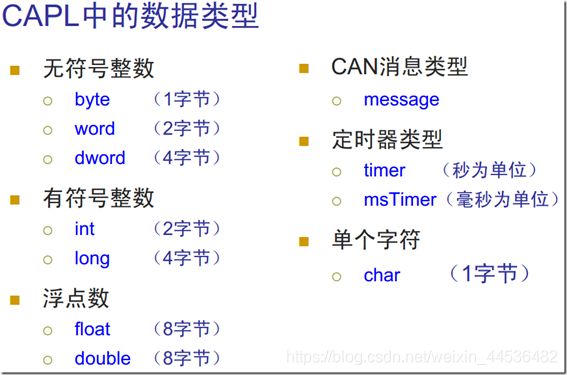 CAPL中的数据类型
无符号整数
byte （1字节）
word （2字节）
dword （4字节）
有符号整数
int （2字节）
long （4字节）
浮点数
float （8字节）
double （8字节）
CAN消息类型
message
定时器类型
timer （秒为单位）
msTimer（毫秒为单位）
单个字符
char （1字节）
https://blog.csdn.net/weixin_44536482